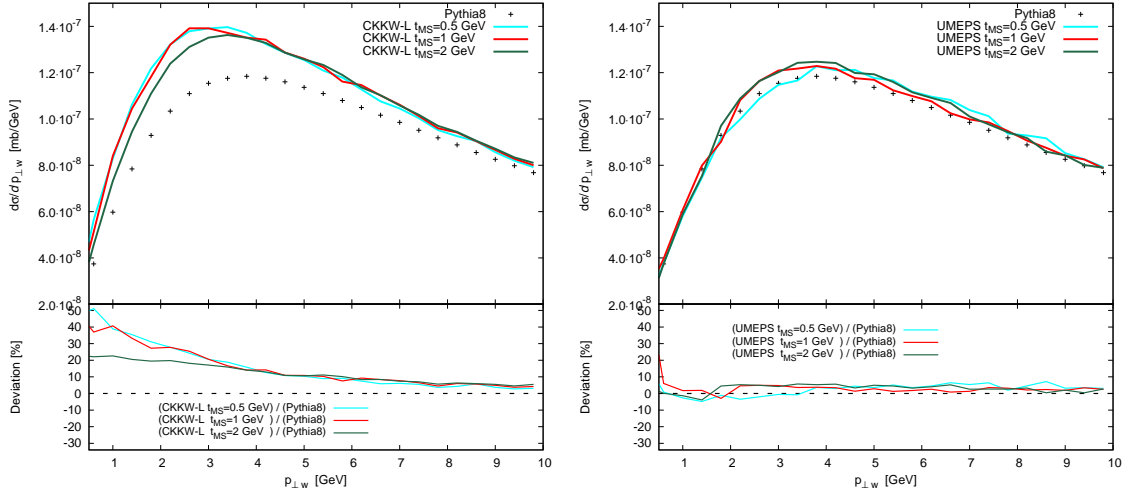 Pythia8
CKKW-L t_MS=0.5 GeV
CKKW-L t_MS=1 GeV
CKKW-L t_MS=2 GeV
dσ/d p⊥w [mb/GeV]
1.4·10⁻⁷
1.2·10⁻⁷
1.0·10⁻⁷
8.0·10⁻⁸
6.0·10⁻⁸
4.0·10⁻⁸
2.0·10⁻⁸
Deviation [%]
50
40
30
20
10
0
-10
-20
-30
(CKKW-L t_MS=0.5 GeV) / (Pythia8)
(CKKW-L t_MS=1 GeV ) / (Pythia8)
(CKKW-L t_MS=2 GeV ) / (Pythia8)
1 2 3 4 5 6 7 8 9 10
p⊥w [GeV]
Pythia8
UMEPS t_MS=0.5 GeV
UMEPS t_MS=1 GeV
UMEPS t_MS=2 GeV
dσ/d p⊥w [mb/GeV]
1.4·10⁻⁷
1.2·10⁻⁷
1.0·10⁻⁷
8.0·10⁻⁸
6.0·10⁻⁸
4.0·10⁻⁸
2.0·10⁻⁸
Deviation [%]
50
40
30
20
10
0
-10
-20
-30
(UMEPS t_MS=0.5 GeV) / (Pythia8)
(UMEPS t_MS=1 GeV ) / (Pythia8)
(UMEPS t_MS=2 GeV ) / (Pythia8)
1 2 3 4 5 6 7 8 9 10
p⊥w [GeV]